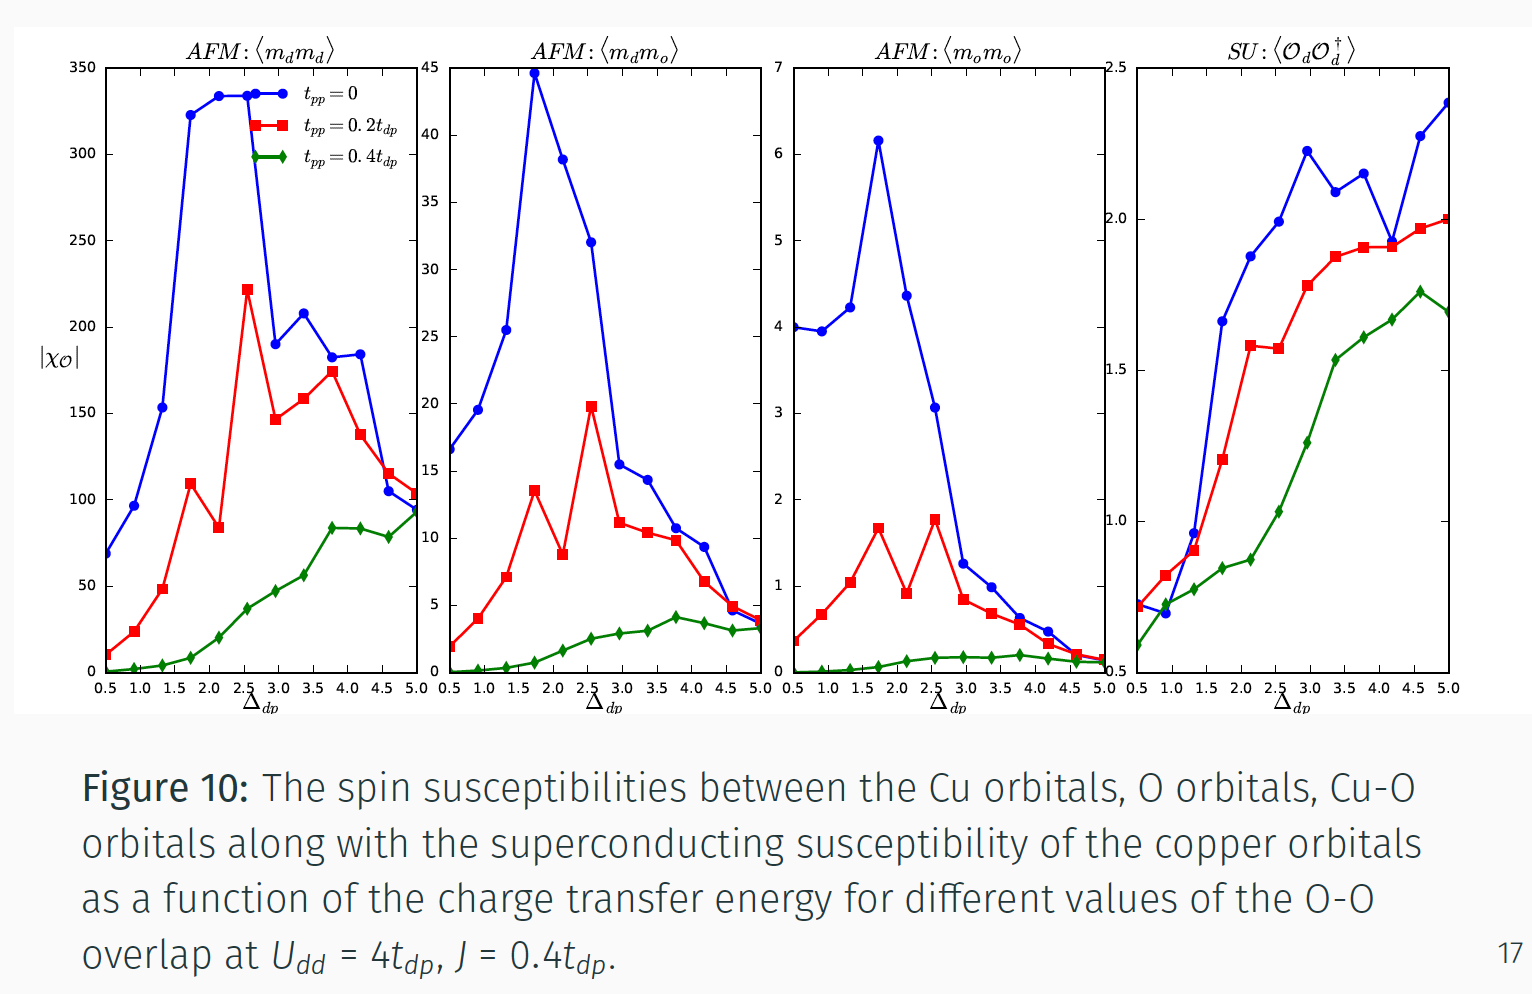 AFM: ⟨m_d m_d⟩ AFM: ⟨m_d m_o⟩ AFM: ⟨m_o m_o⟩ SU: ⟨𝒪_d 𝒪_d^†⟩
|χ_𝒪|
350
300
250
200
150
100
50
0
t_pp = 0
t_pp = 0.2t_dp
t_pp = 0.4t_dp
45
40
35
30
25
20
15
10
5
0
7
6
5
4
3
2
1
0
2.5
2.0
1.5
1.0
0.5
0.5 1.0 1.5 2.0 2.5 3.0 3.5 4.0 4.5 5.0
0.5 1.0 1.5 2.0 2.5 3.0 3.5 4.0 4.5 5.0
0.5 1.0 1.5 2.0 2.5 3.0 3.5 4.0 4.5 5.0
0.5 1.0 1.5 2.0 2.5 3.0 3.5 4.0 4.5 5.0
Δ_dp Δ_dp Δ_dp Δ_dp
Figure 10: The spin susceptibilities between the Cu orbitals, O orbitals, Cu-O
orbitals along with the superconducting susceptibility of the copper orbitals
as a function of the charge transfer energy for different values of the O-O
overlap at U_dd = 4t_dp, J = 0.4t_dp.
17